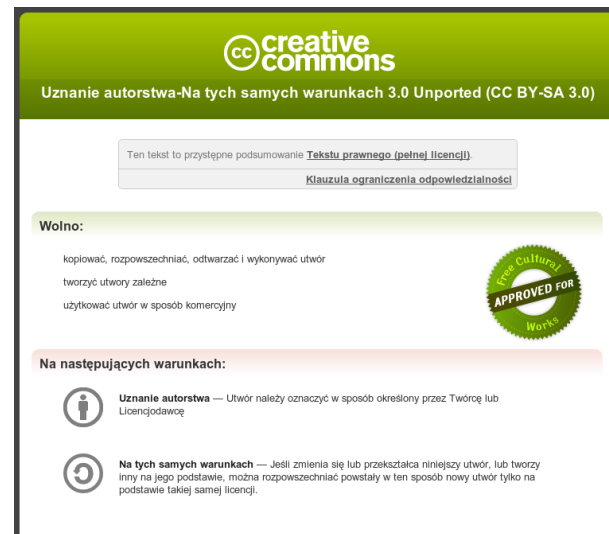 cc creative
commons
Uznanie autorstwa-Na tych samych warunkach 3.0 Unported (CC BY-SA 3.0)
Ten tekst to przystępne podsumowanie Tekstu prawnego (pełnej licencji).
Klauzula ograniczenia odpowiedzialności
Wolno:
kopiować, rozpowszechniać, odtwarzać i wykonywać utwór
tworzyć utwory zależne
użytkować utwór w sposób komercyjny
Free Cultural
APPROVED FOR
Works
Na następujących warunkach:
Uznanie autorstwa — Utwór należy oznaczyć w sposób określony przez Twórcę lub
Licencjodawcę
Na tych samych warunkach — Jeśli zmienia się lub przekształca niniejszy utwór, lub tworzy
inny na jego podstawie, można rozpowszechniać powstały w ten sposób nowy utwór tylko na
podstawie takiej samej licencji.